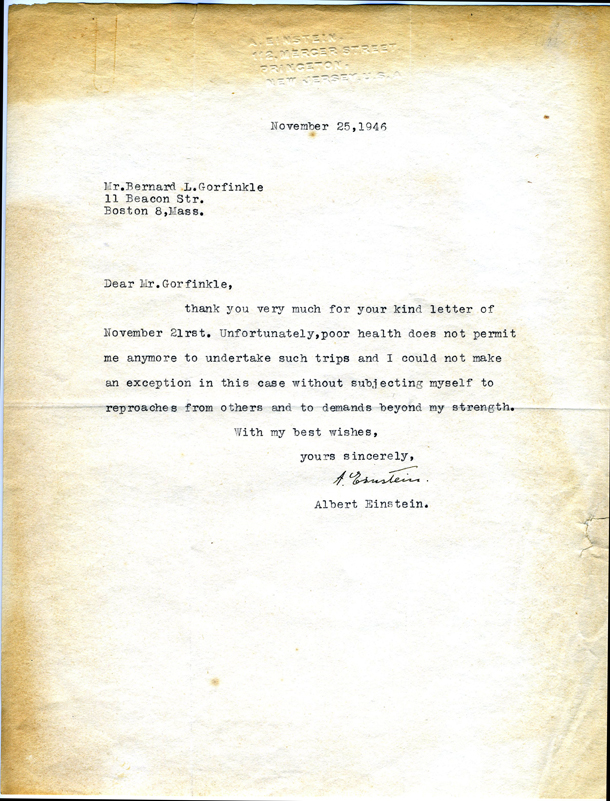 A. EINSTEIN.
112 MERCER STREET
PRINCETON.
NEW JERSEY, U.S.A.
November 25,1946
Mr.Bernard L.Gorfinkle
11 Beacon Str.
Boston 8,Mass.
Dear Mr.Gorfinkle,
thank you very much for your kind letter of
November 21rst. Unfortunately,poor health does not permit
me anymore to undertake such trips and I could not make
an exception in this case without subjecting myself to
reproaches from others and to demands beyond my strength.
With my best wishes,
yours sincerely,
A. Einstein.
Albert Einstein.